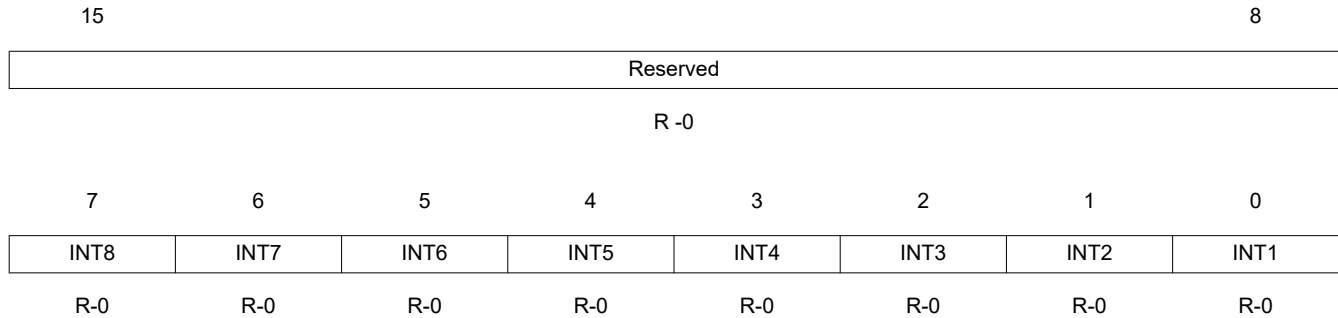 15 8
Reserved
R -0
7 6 5 4 3 2 1 0
INT8 INT7 INT6 INT5 INT4 INT3 INT2 INT1
R-0 R-0 R-0 R-0 R-0 R-0 R-0 R-0